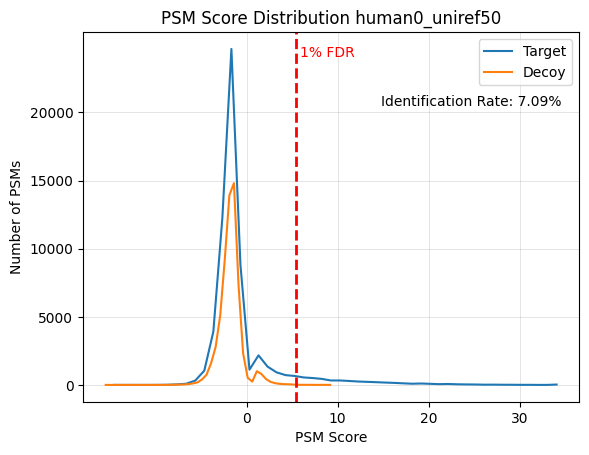 PSM Score Distribution human0_uniref50
1% FDR
Target
Decoy
Identification Rate: 7.09%
Number of PSMs
20000
15000
10000
5000
0
0 10 20 30
PSM Score